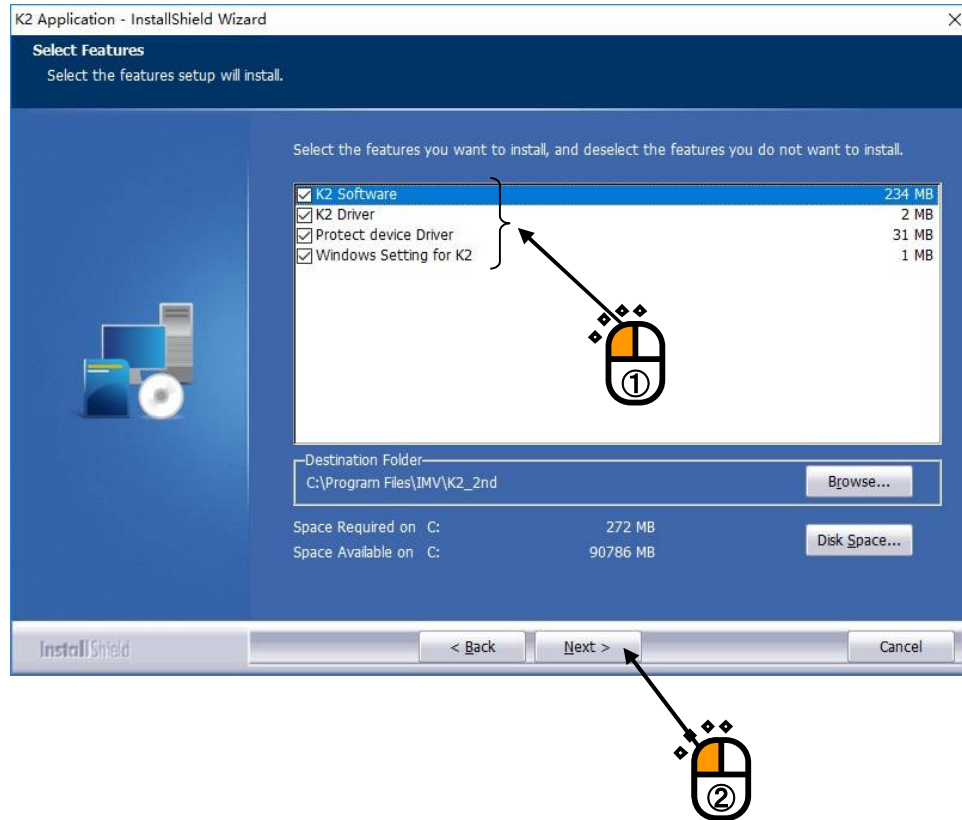 K2 Application - InstallShield Wizard
Select Features
Select the features setup will install.
Select the features you want to install, and deselect the features you do not want to install.
K2 Software 234 MB
K2 Driver 2 MB
Protect device Driver 31 MB
Windows Setting for K2 1 MB
①
Destination Folder
C:\Program Files\IMV\K2_2nd
Browse...
Space Required on C: 272 MB
Space Available on C: 90786 MB
Disk Space...
InstallShield
< Back
Next >
Cancel
②